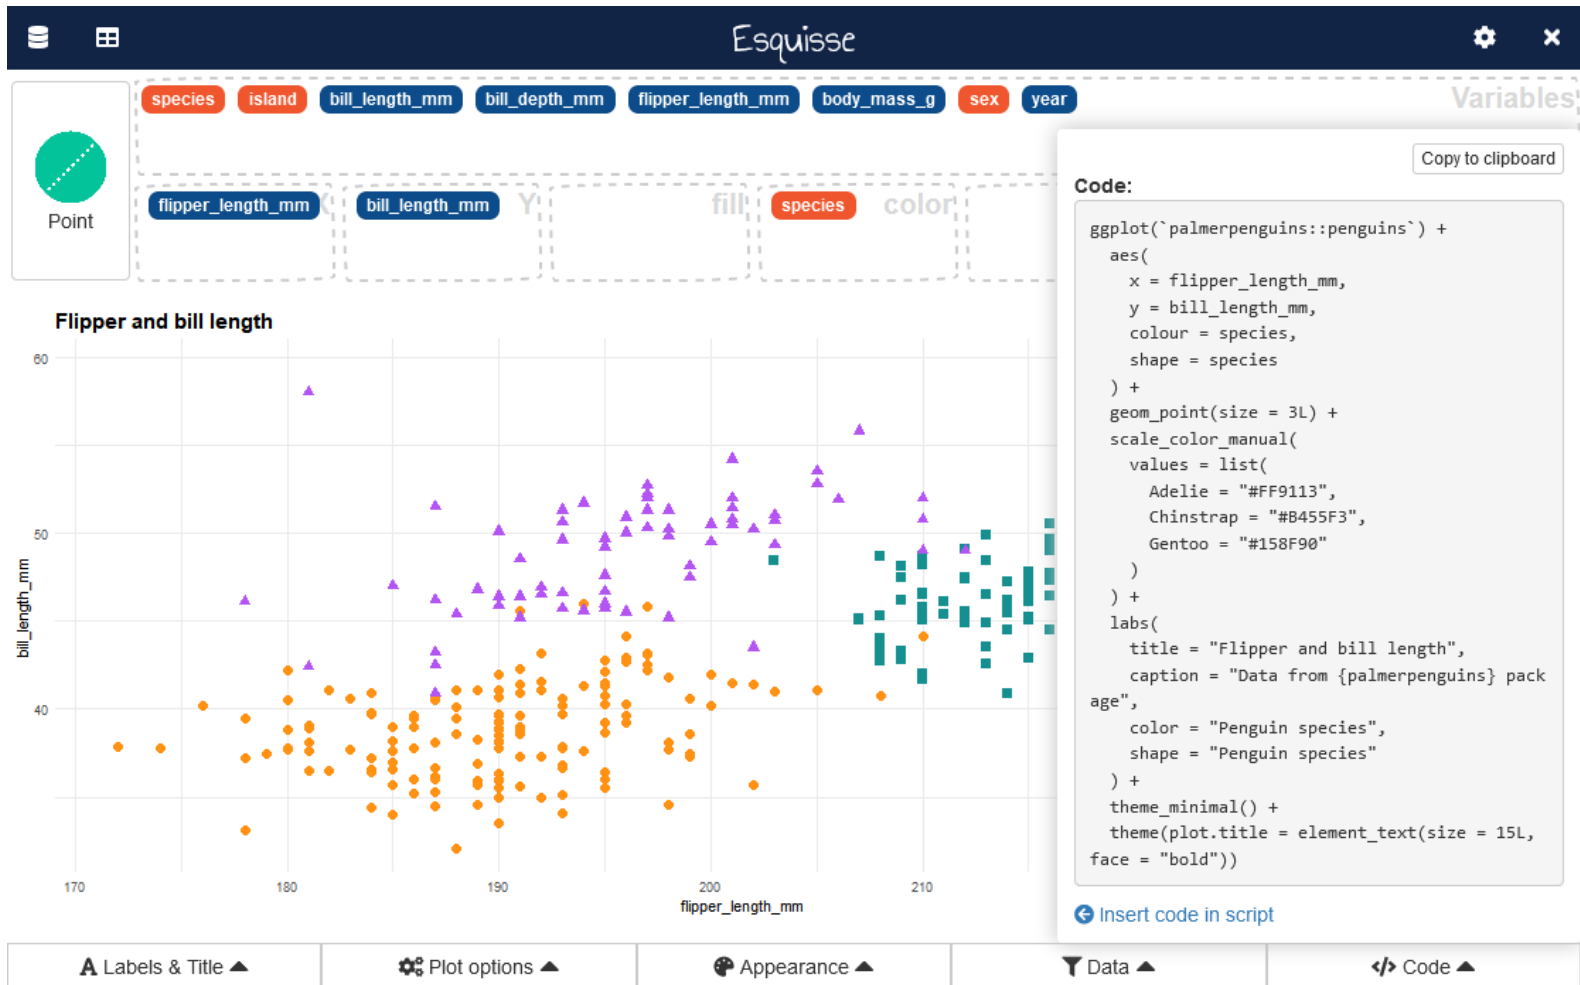 Esquisse
species island bill_length_mm bill_depth_mm flipper_length_mm body_mass_g sex year Variables
Point
flipper_length_mm X bill_length_mm Y fill species color
Copy to clipboard
Code:
ggplot(`palmerpenguins::penguins`) +
  aes(
    x = flipper_length_mm,
    y = bill_length_mm,
    colour = species,
    shape = species
  ) +
  geom_point(size = 3L) +
  scale_color_manual(
    values = list(
      Adelie = "#FF9113",
      Chinstrap = "#B455F3",
      Gentoo = "#158F90"
    )
  ) +
  labs(
    title = "Flipper and bill length",
    caption = "Data from {palmerpenguins} pack
age",
    color = "Penguin species",
    shape = "Penguin species"
  ) +
  theme_minimal() +
  theme(plot.title = element_text(size = 15L,
face = "bold"))
Insert code in script
Flipper and bill length
60
50
40
bill_length_mm
170 180 190 200 210
flipper_length_mm
A Labels & Title
Plot options
Appearance
Data
</> Code